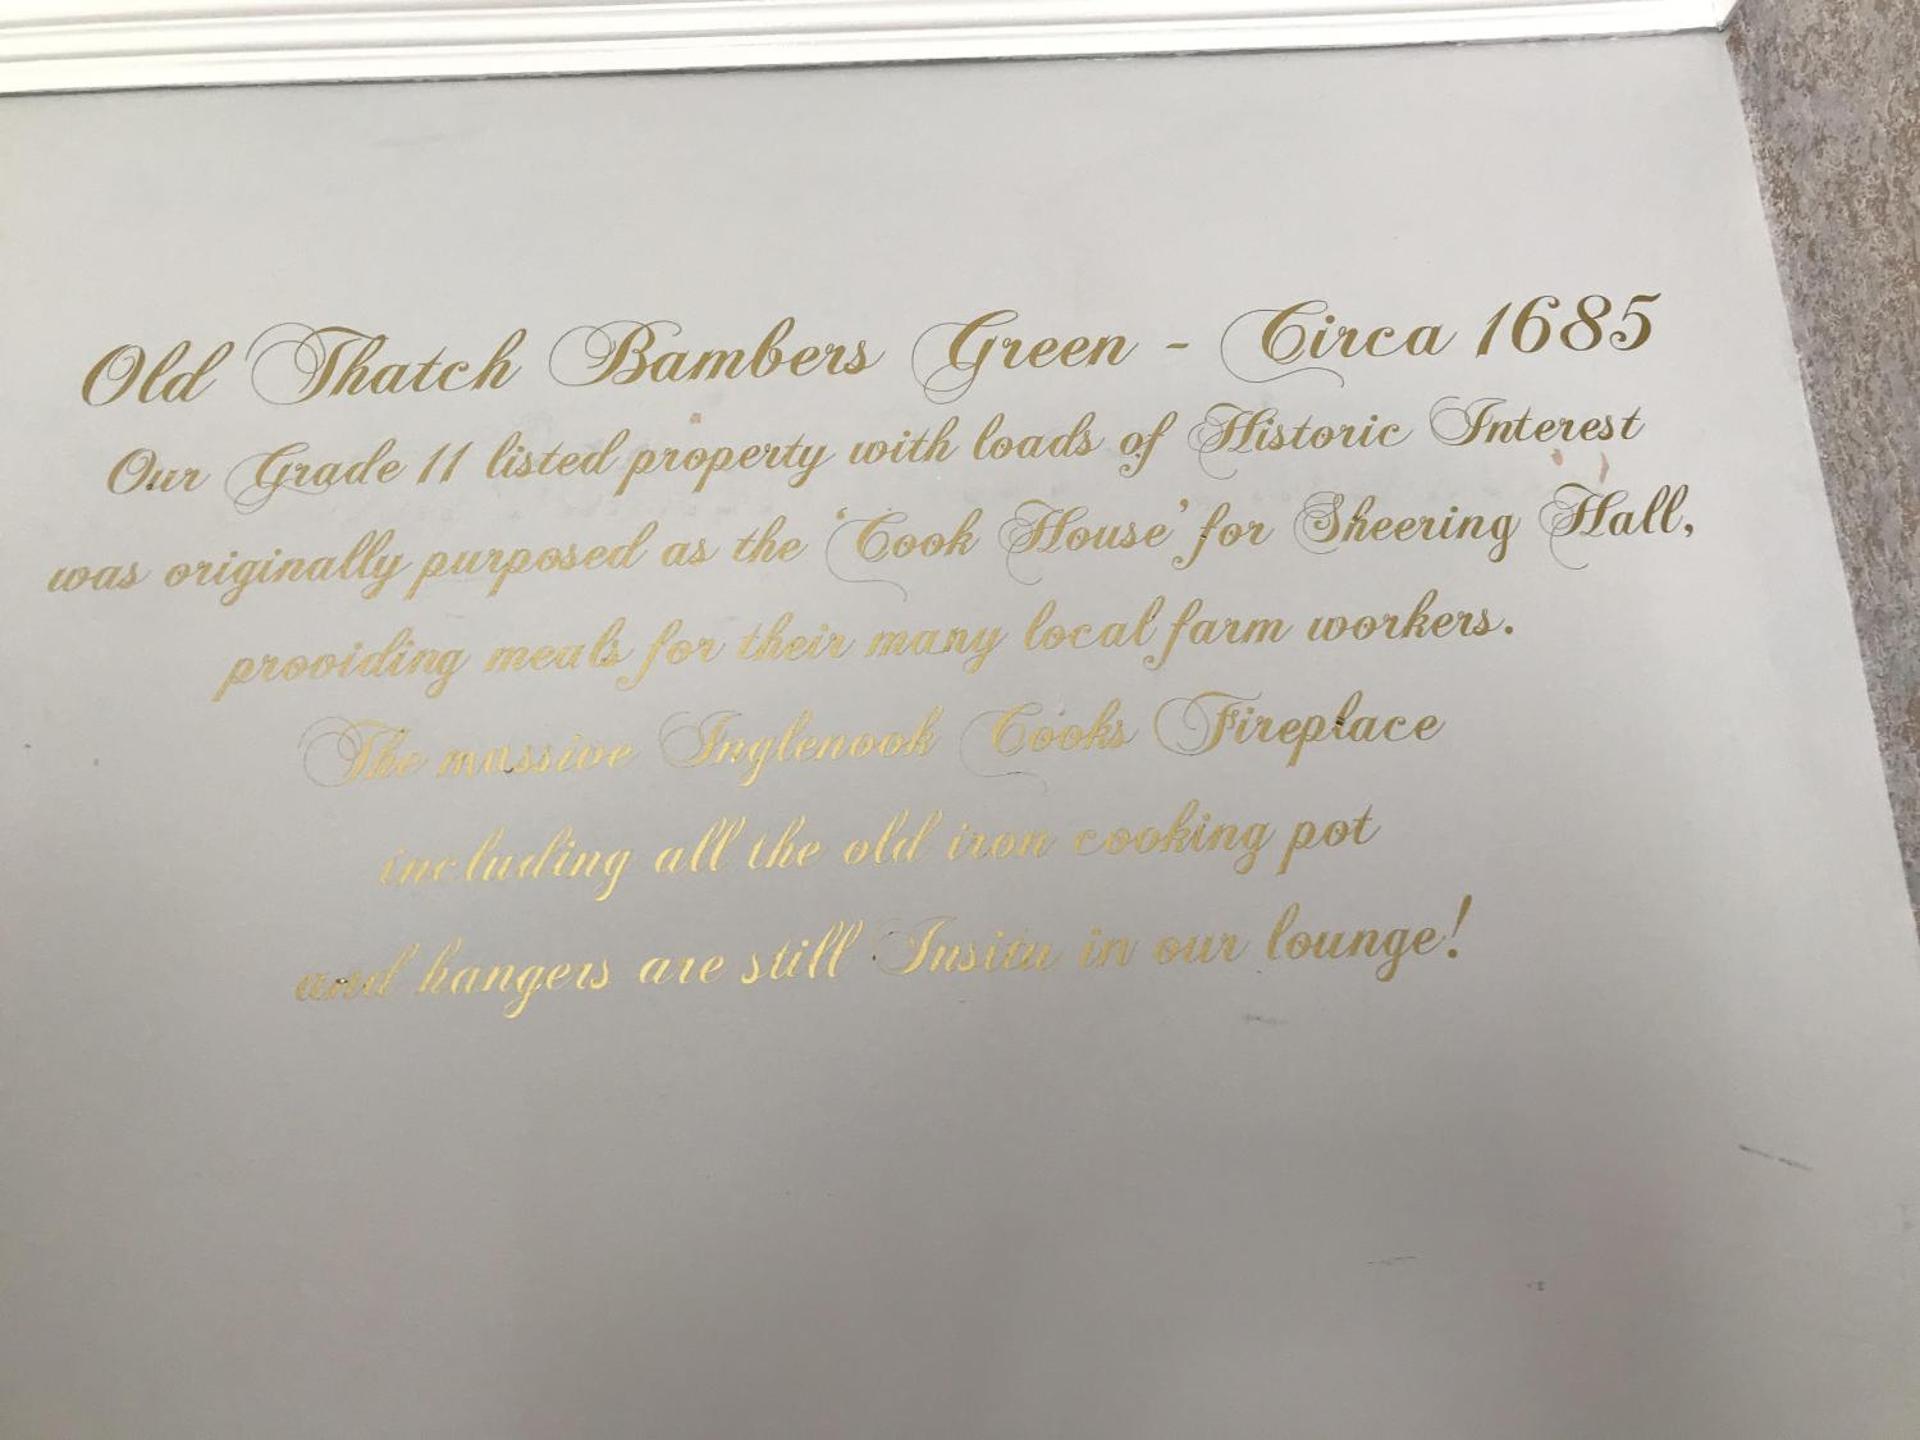 Old Thatch Bambers Green - Circa 1685
Our Grade 11 listed property with loads of Historic Interest
was originally purposed as the 'Cook House' for Sheering Hall,
providing meals for their many local farm workers.
The massive Inglenook Cooks Fireplace
including all the old iron cooking pot
and hangers are still Insitu in our lounge!